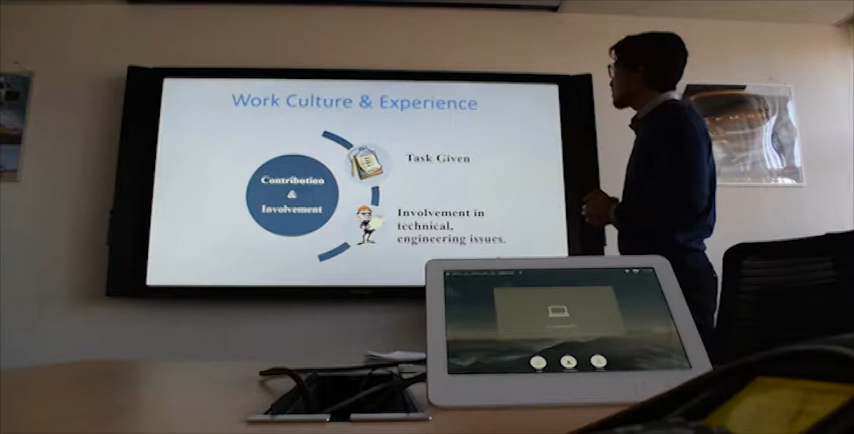 Work Culture & Experience
Task Given
Contribution
&
Involvement
Involvement in
technical,
engineering issues.